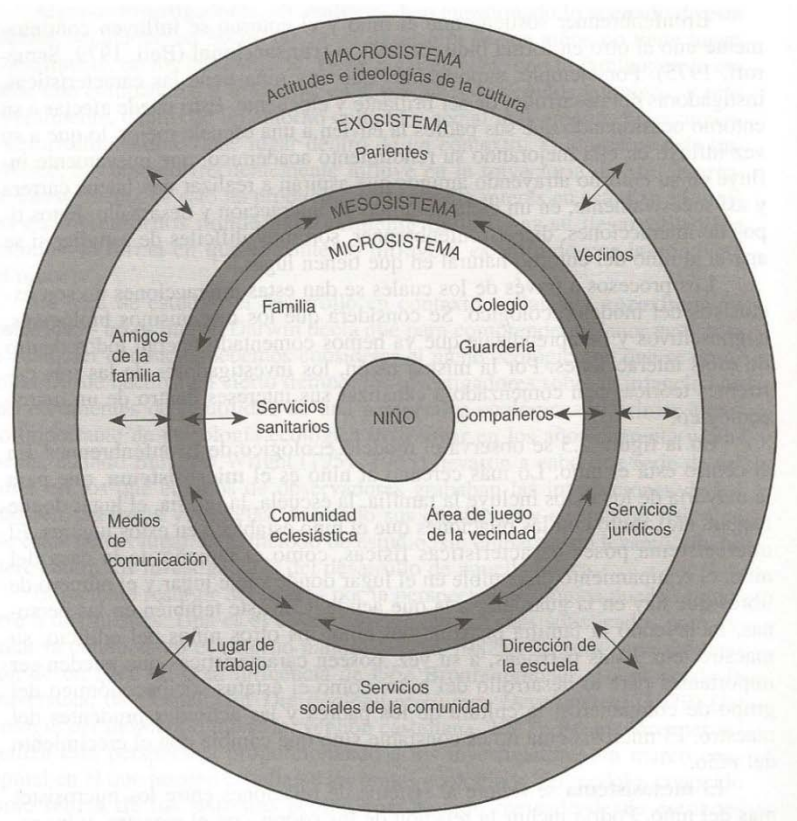 MACROSISTEMA
Actitudes e ideologías de la cultura
EXOSISTEMA
Parientes
MESOSISTEMA
MICROSISTEMA
Vecinos
Familia
Colegio
Amigos
de la
familia
Guardería
Servicios
sanitarios
NIÑO
Compañeros
Medios
de
comunicación
Comunidad
eclesiástica
Área de juego
de la vecindad
Servicios
jurídicos
Lugar de
trabajo
Dirección de
la escuela
Servicios
sociales de la comunidad